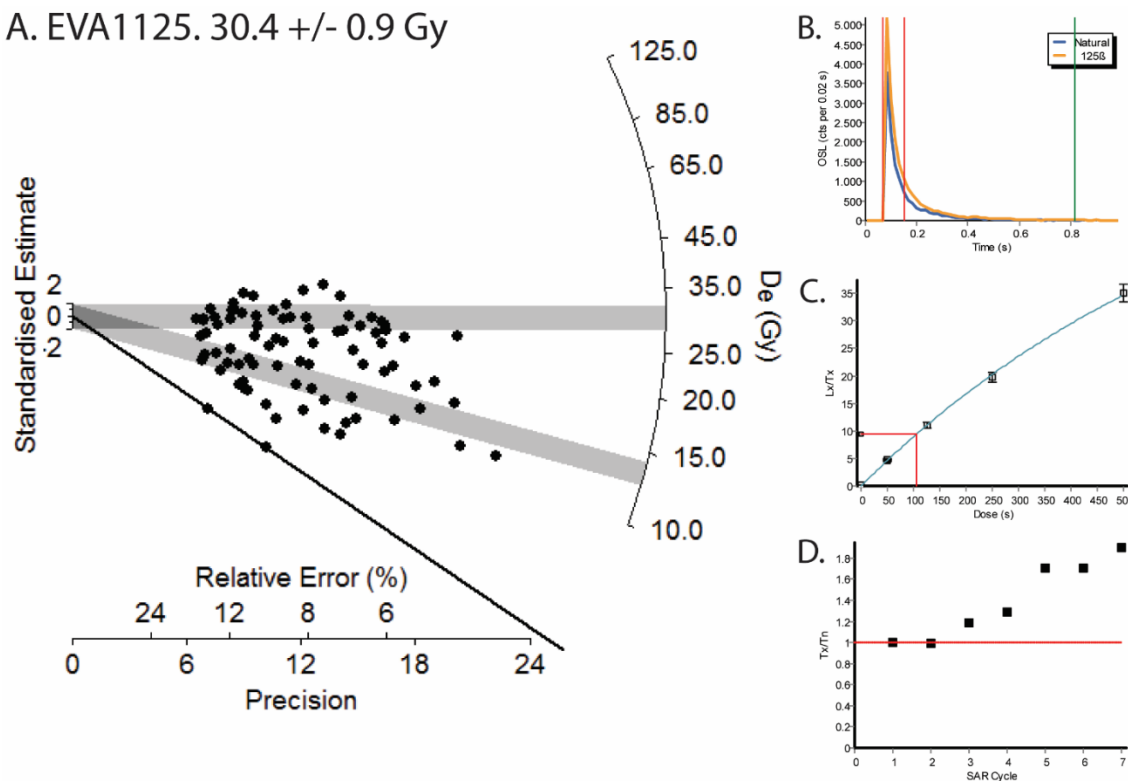 A. EVA1125. 30.4 +/- 0.9 Gy
Standardised Estimate
2
0
-2
125.0
85.0
65.0
45.0
35.0
25.0
20.0
15.0
10.0
De (Gy)
Relative Error (%)
24 12 8 6
0 6 12 18 24
Precision
B.
OSL (cts per 0.02 s)
5.000
4.500
4.000
3.500
3.000
2.500
2.000
1.500
1.000
500
0
Natural
125ß
0 0.2 0.4 0.6 0.8
Time (s)
C.
Lx/Tx
35
30
25
20
15
10
5
0
0 50 100 150 200 250 300 350 400 450 500
Dose (s)
D.
Tx/Tn
1.8
1.6
1.4
1.2
1
0.8
0.6
0.4
0.2
0
0 1 2 3 4 5 6 7
SAR Cycle